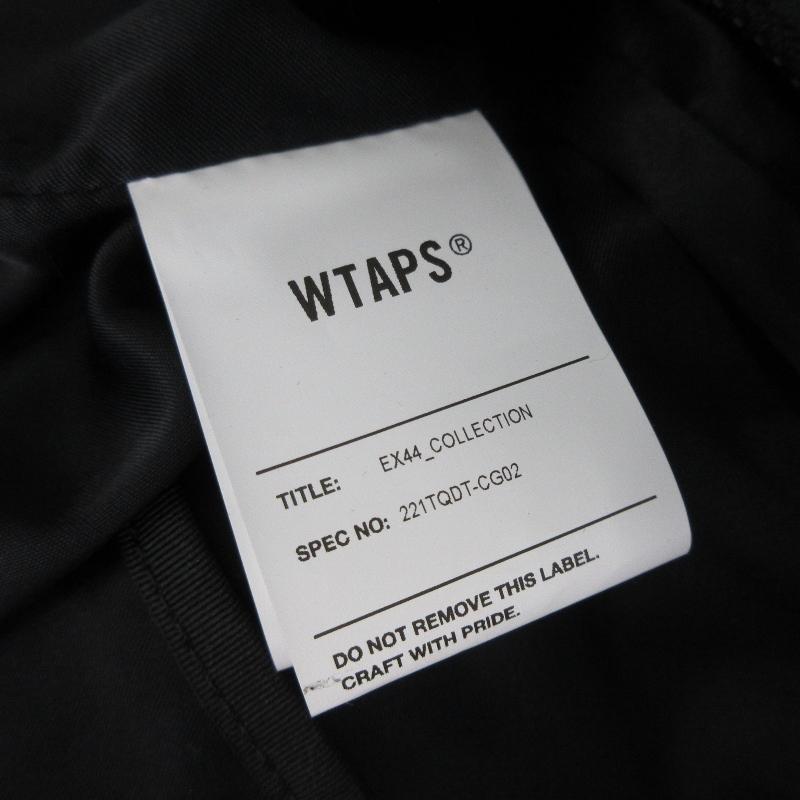 WTAPS®
TITLE: EX44_COLLECTION
SPEC NO: 221TQDT-CG02
DO NOT REMOVE THIS LABEL.
CRAFT WITH PRIDE.